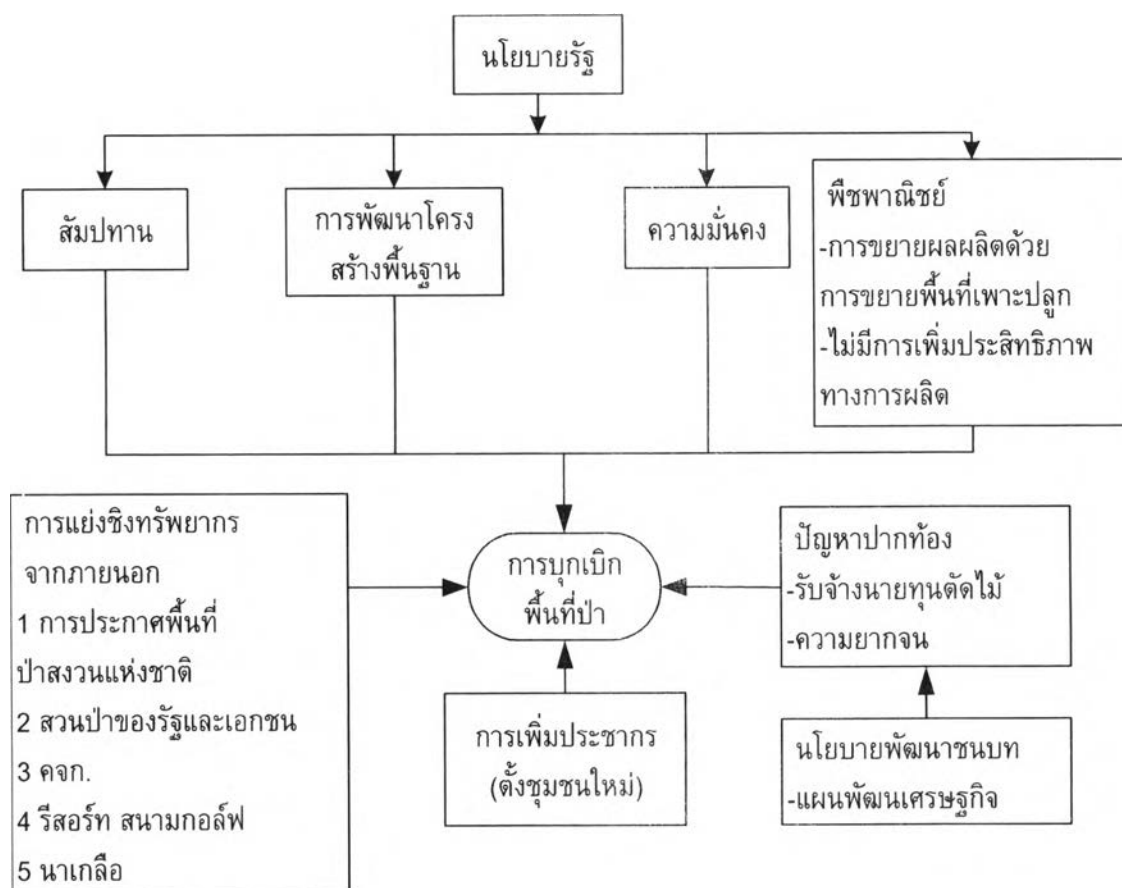 นโยบายรัฐ
สัมปทาน
การพัฒนาโครง
สร้างพื้นฐาน
ความมั่นคง
พืชพาณิชย์
-การขยายผลผลิตด้วย
การขยายพื้นที่เพาะปลูก
-ไม่มีการเพิ่มประสิทธิภาพ
ทางการผลิต
การแย่งชิงทรัพยากร
จากภายนอก
1 การประกาศพื้นที่
ป่าสงวนแห่งชาติ
2 สวนป่าของรัฐและเอกชน
3 คจก.
4 รีสอร์ท สนามกอล์ฟ
5 นาเกลือ
การบุกเบิก
พื้นที่ป่า
การเพิ่มประชากร
(ตั้งชุมชนใหม่)
ปัญหาปากท้อง
-รับจ้างนายทุนตัดไม้
-ความยากจน
นโยบายพัฒนาชนบท
-แผนพัฒนเศรษฐกิจ